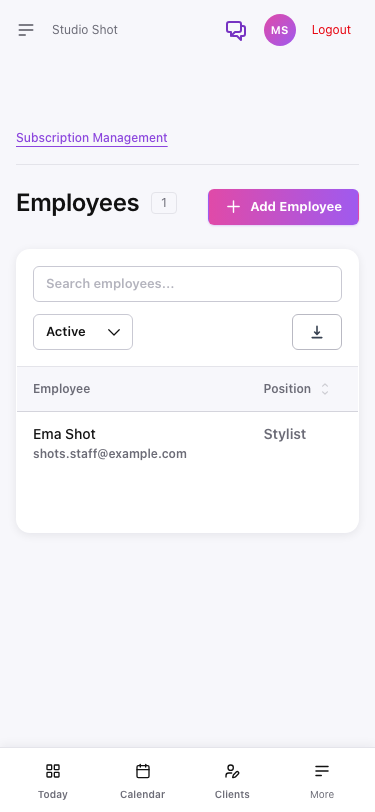 Studio Shot
MS
Logout
Subscription Management
Employees 1
Add Employee
Search employees...
Active
Employee Position
Ema Shot Stylist
shots.staff@example.com
Today Calendar Clients More